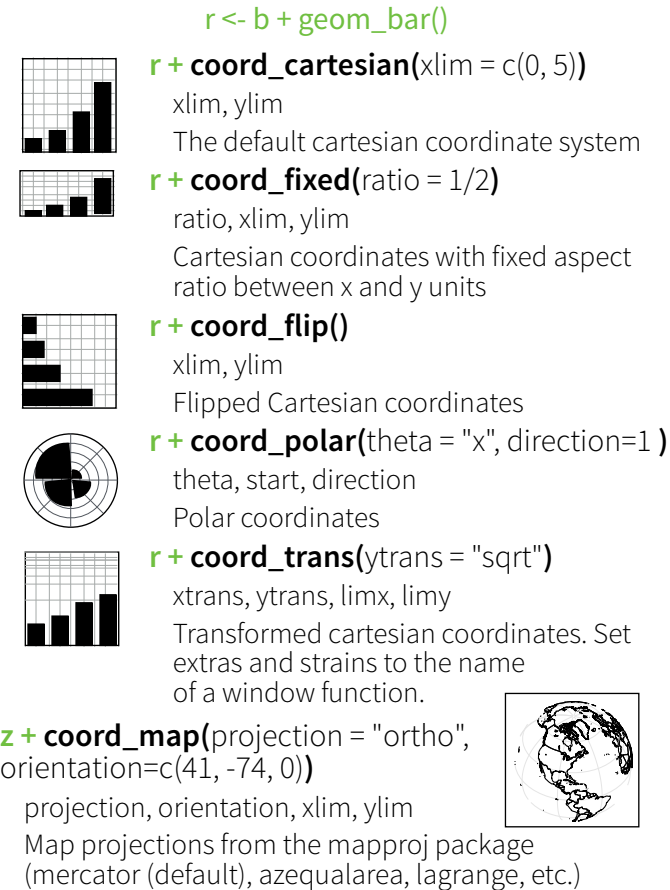 r <- b + geom_bar()
r + coord_cartesian(xlim = c(0, 5))
xlim, ylim
The default cartesian coordinate system
r + coord_fixed(ratio = 1/2)
ratio, xlim, ylim
Cartesian coordinates with fixed aspect
ratio between x and y units
r + coord_flip()
xlim, ylim
Flipped Cartesian coordinates
r + coord_polar(theta = "x", direction=1 )
theta, start, direction
Polar coordinates
r + coord_trans(ytrans = "sqrt")
xtrans, ytrans, limx, limy
Transformed cartesian coordinates. Set
extras and strains to the name
of a window function.
z + coord_map(projection = "ortho",
orientation=c(41, -74, 0))
projection, orientation, xlim, ylim
Map projections from the mapproj package
(mercator (default), azequalarea, lagrange, etc.)